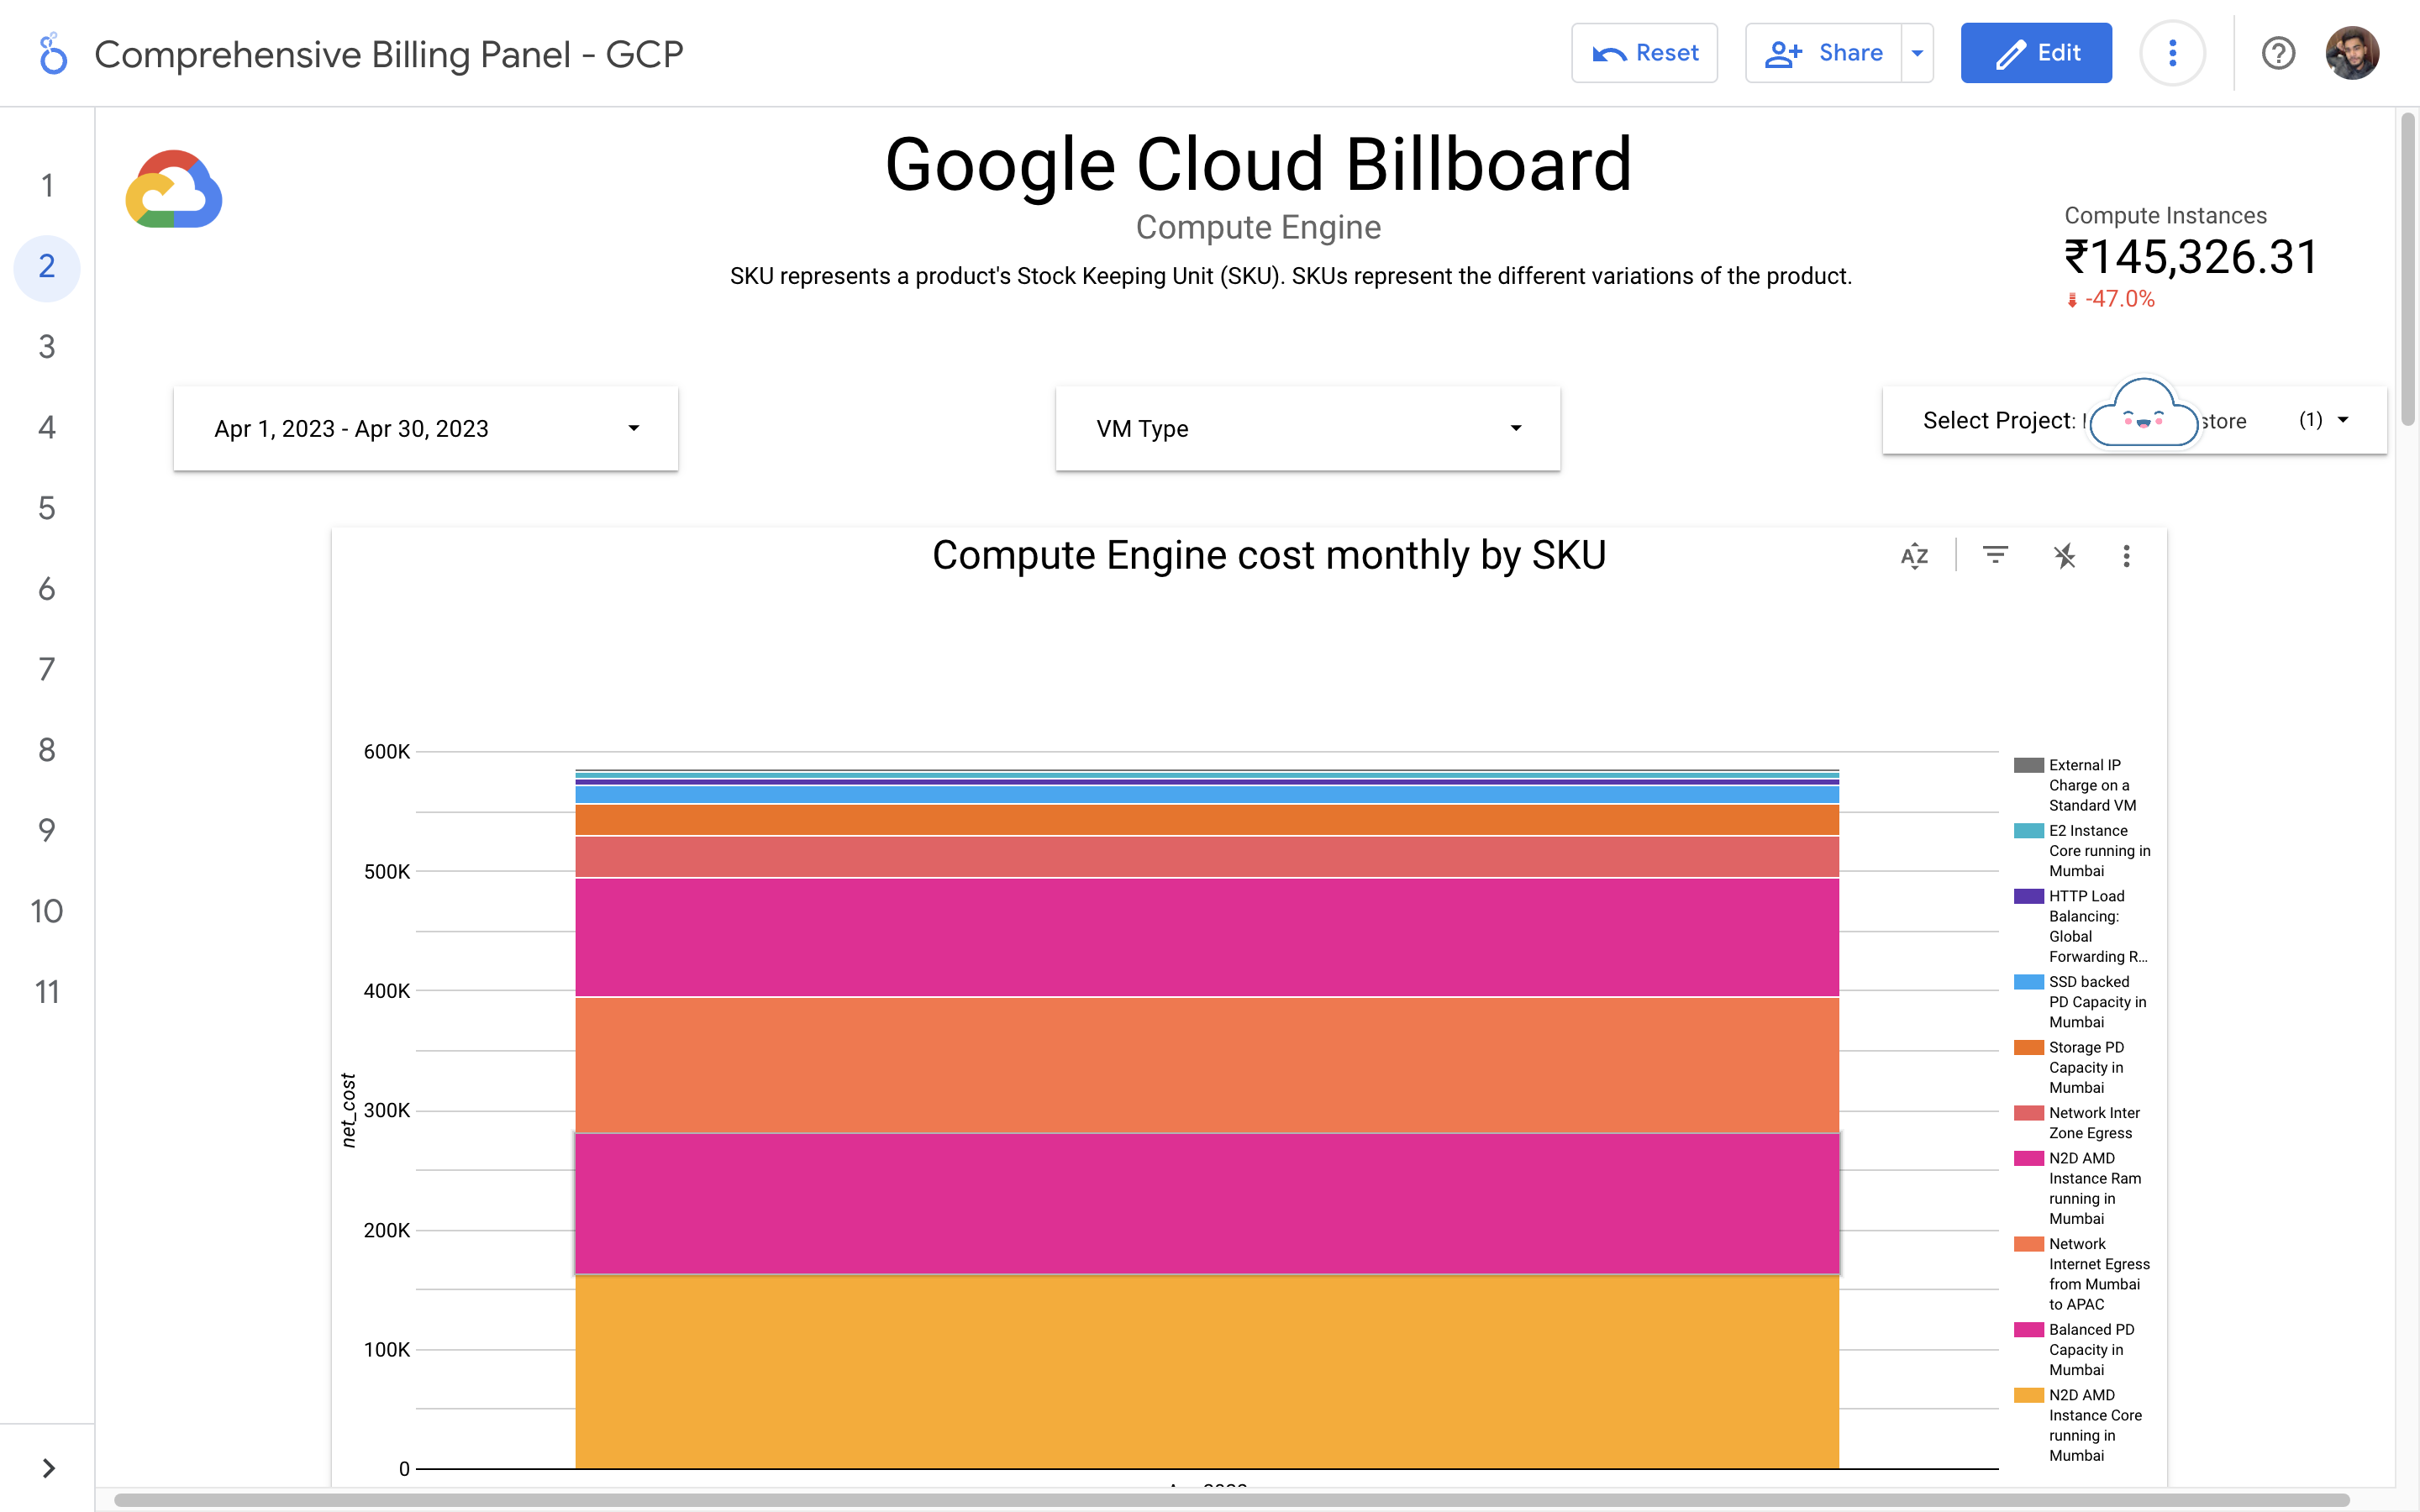 Comprehensive Billing Panel - GCP
Reset
Share
Edit
1
2
3
4
5
6
7
8
9
10
11
Google Cloud Billboard
Compute Engine
SKU represents a product's Stock Keeping Unit (SKU). SKUs represent the different variations of the product.
Compute Instances
₹145,326.31
-47.0%
Apr 1, 2023 - Apr 30, 2023
VM Type
Select Project: store (1)
Compute Engine cost monthly by SKU
AZ
net_cost
600K
500K
400K
300K
200K
100K
0
External IP
Charge on a
Standard VM
E2 Instance
Core running in
Mumbai
HTTP Load
Balancing:
Global
Forwarding R...
SSD backed
PD Capacity in
Mumbai
Storage PD
Capacity in
Mumbai
Network Inter
Zone Egress
N2D AMD
Instance Ram
running in
Mumbai
Network
Internet Egress
from Mumbai
to APAC
Balanced PD
Capacity in
Mumbai
N2D AMD
Instance Core
running in
Mumbai